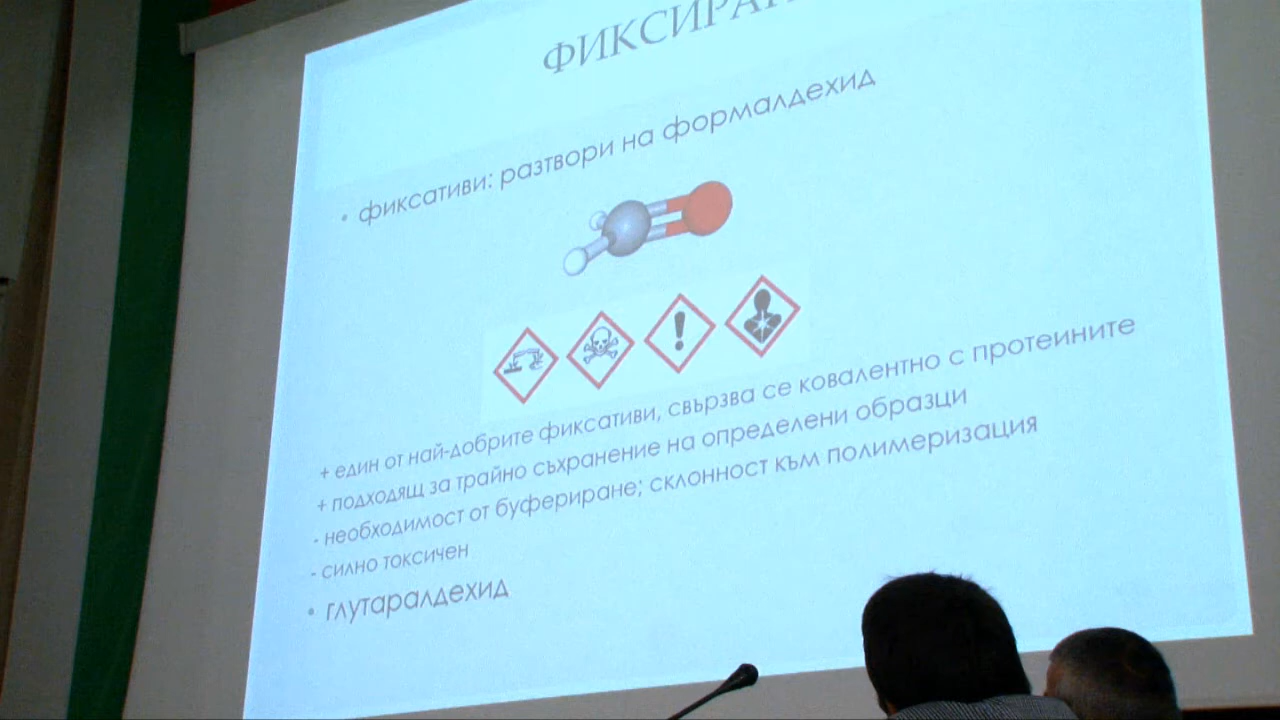 • фиксативи: разтвори на формалдехид
+ един от най-добрите фиксативи, свързва се ковалентно с протеините
+ подходящ за трайно съхранение на определени образци
- необходимост от буфериране; склонност към полимеризация
- силно токсичен
• глутаралдехид